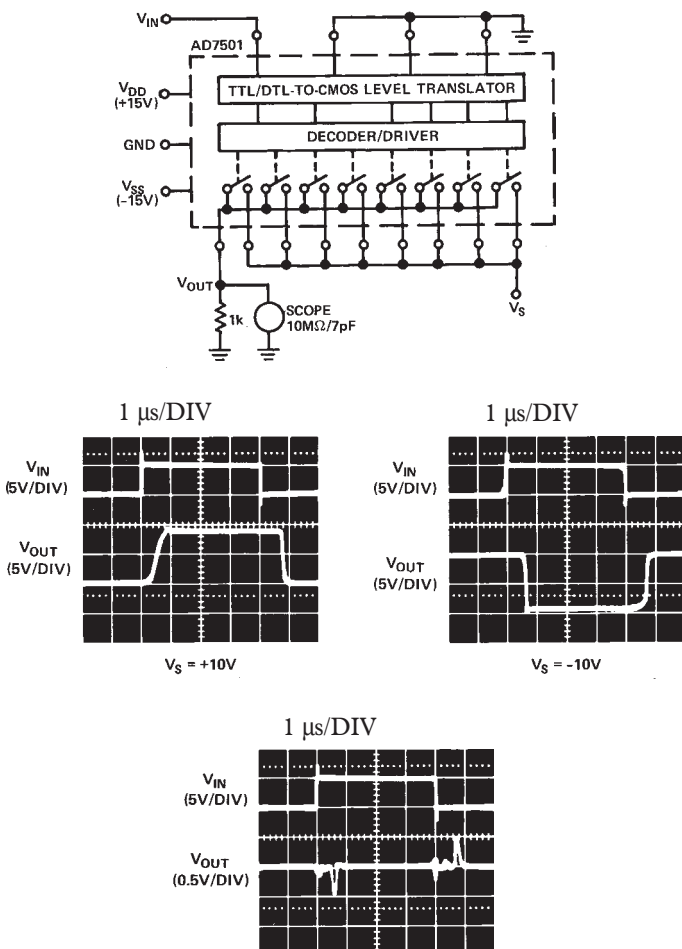 VIN
AD7501
VDD
(+15V)
TTL/DTL-TO-CMOS LEVEL TRANSLATOR
GND
DECODER/DRIVER
VSS
(–15V)
VOUT
1k
SCOPE
10MΩ/7pF
VS
1 μs/DIV
1 μs/DIV
VIN
(5V/DIV)
VOUT
(5V/DIV)
VIN
(5V/DIV)
VOUT
(5V/DIV)
VS = +10V
VS = -10V
1 μs/DIV
VIN
(5V/DIV)
VOUT
(0.5V/DIV)